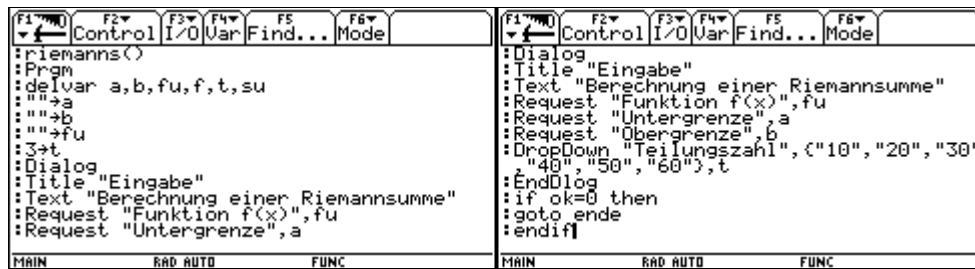 F1 F2 Control F3 I/O F4 Var F5 Find... F6 Mode
:riemanns()
:Prgm
:delvar a,b,fu,f,t,su
:""→a
:""→b
:""→fu
:3→t
:Dialog
:Title "Eingabe"
:Text "Berechnung einer Riemannsumme"
:Request "Funktion f(x)",fu
:Request "Untergrenze",a
MAIN RAD AUTO FUNC
F1 F2 Control F3 I/O F4 Var F5 Find... F6 Mode
:Dialog
:Title "Eingabe"
:Text "Berechnung einer Riemannsumme"
:Request "Funktion f(x)",fu
:Request "Untergrenze",a
:Request "Obergrenze",b
:DropDown "Teilungszahl",{"10","20","30"
,"40","50","60"},t
:EndDlog
:if ok=0 then
:goto ende
:endif
MAIN RAD AUTO FUNC